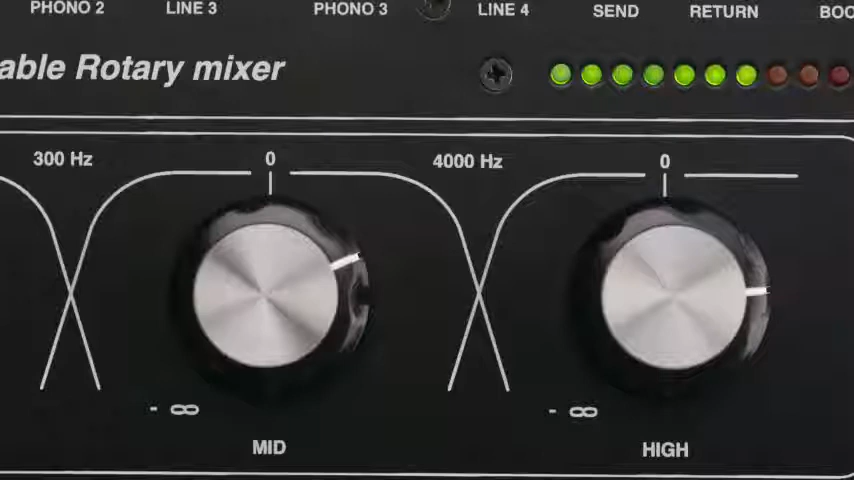 PHONO 2 LINE 3 PHONO 3 LINE 4 SEND RETURN BOO
able Rotary mixer
300 Hz 0 4000 Hz 0
- ∞ - ∞
MID HIGH